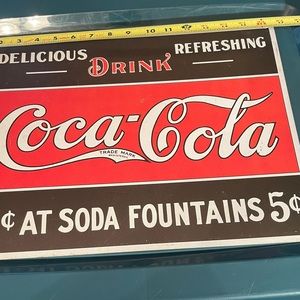 DELICIOUS DRINK REFRESHING
Coca-Cola
TRADE MARK
¢ AT SODA FOUNTAINS 5¢